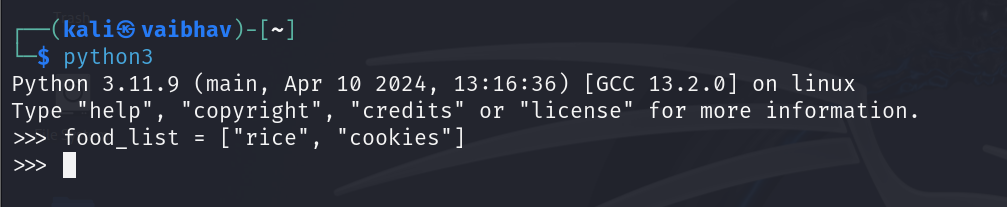 ┌──(kali㉿vaibhav)-[~]
└─$ python3
Python 3.11.9 (main, Apr 10 2024, 13:16:36) [GCC 13.2.0] on linux
Type "help", "copyright", "credits" or "license" for more information.
>>> food_list = ["rice", "cookies"]
>>>